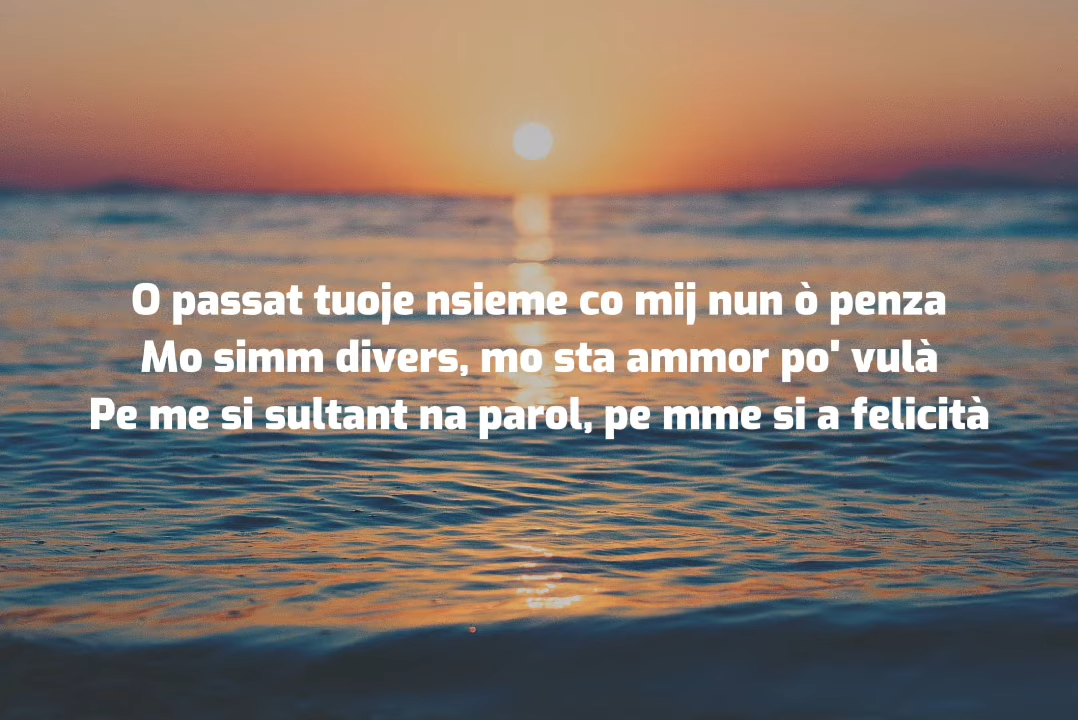 O passat tuoje nsieme co mij nun ò penza
Mo simm divers, mo sta ammor po' vulà
Pe me si sultant na parol, pe mme si a felicità